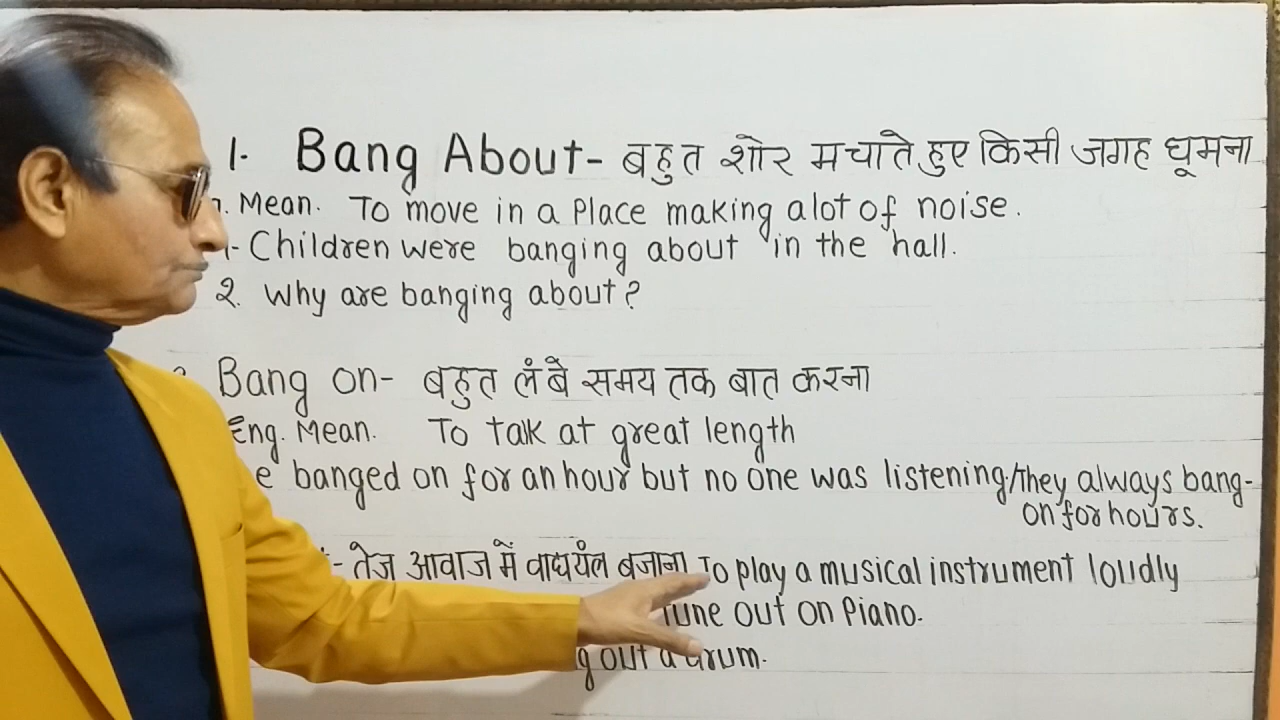 1- Bang About- बहुत शोर मचाते हुए किसी जगह घूमना
Mean. To move in a Place making a lot of noise.
1- Children were banging about in the hall.
2. Why are banging about?
Bang on- बहुत लंबे समय तक बात करना
Eng. Mean. To talk at great length
e banged on for an hour but no one was listening/They always bang-
on for hours.
- तेज आवाज में वाद्ययंत्र बजाना To play a musical instrument loudly
Tune out on Piano.
g out a drum.